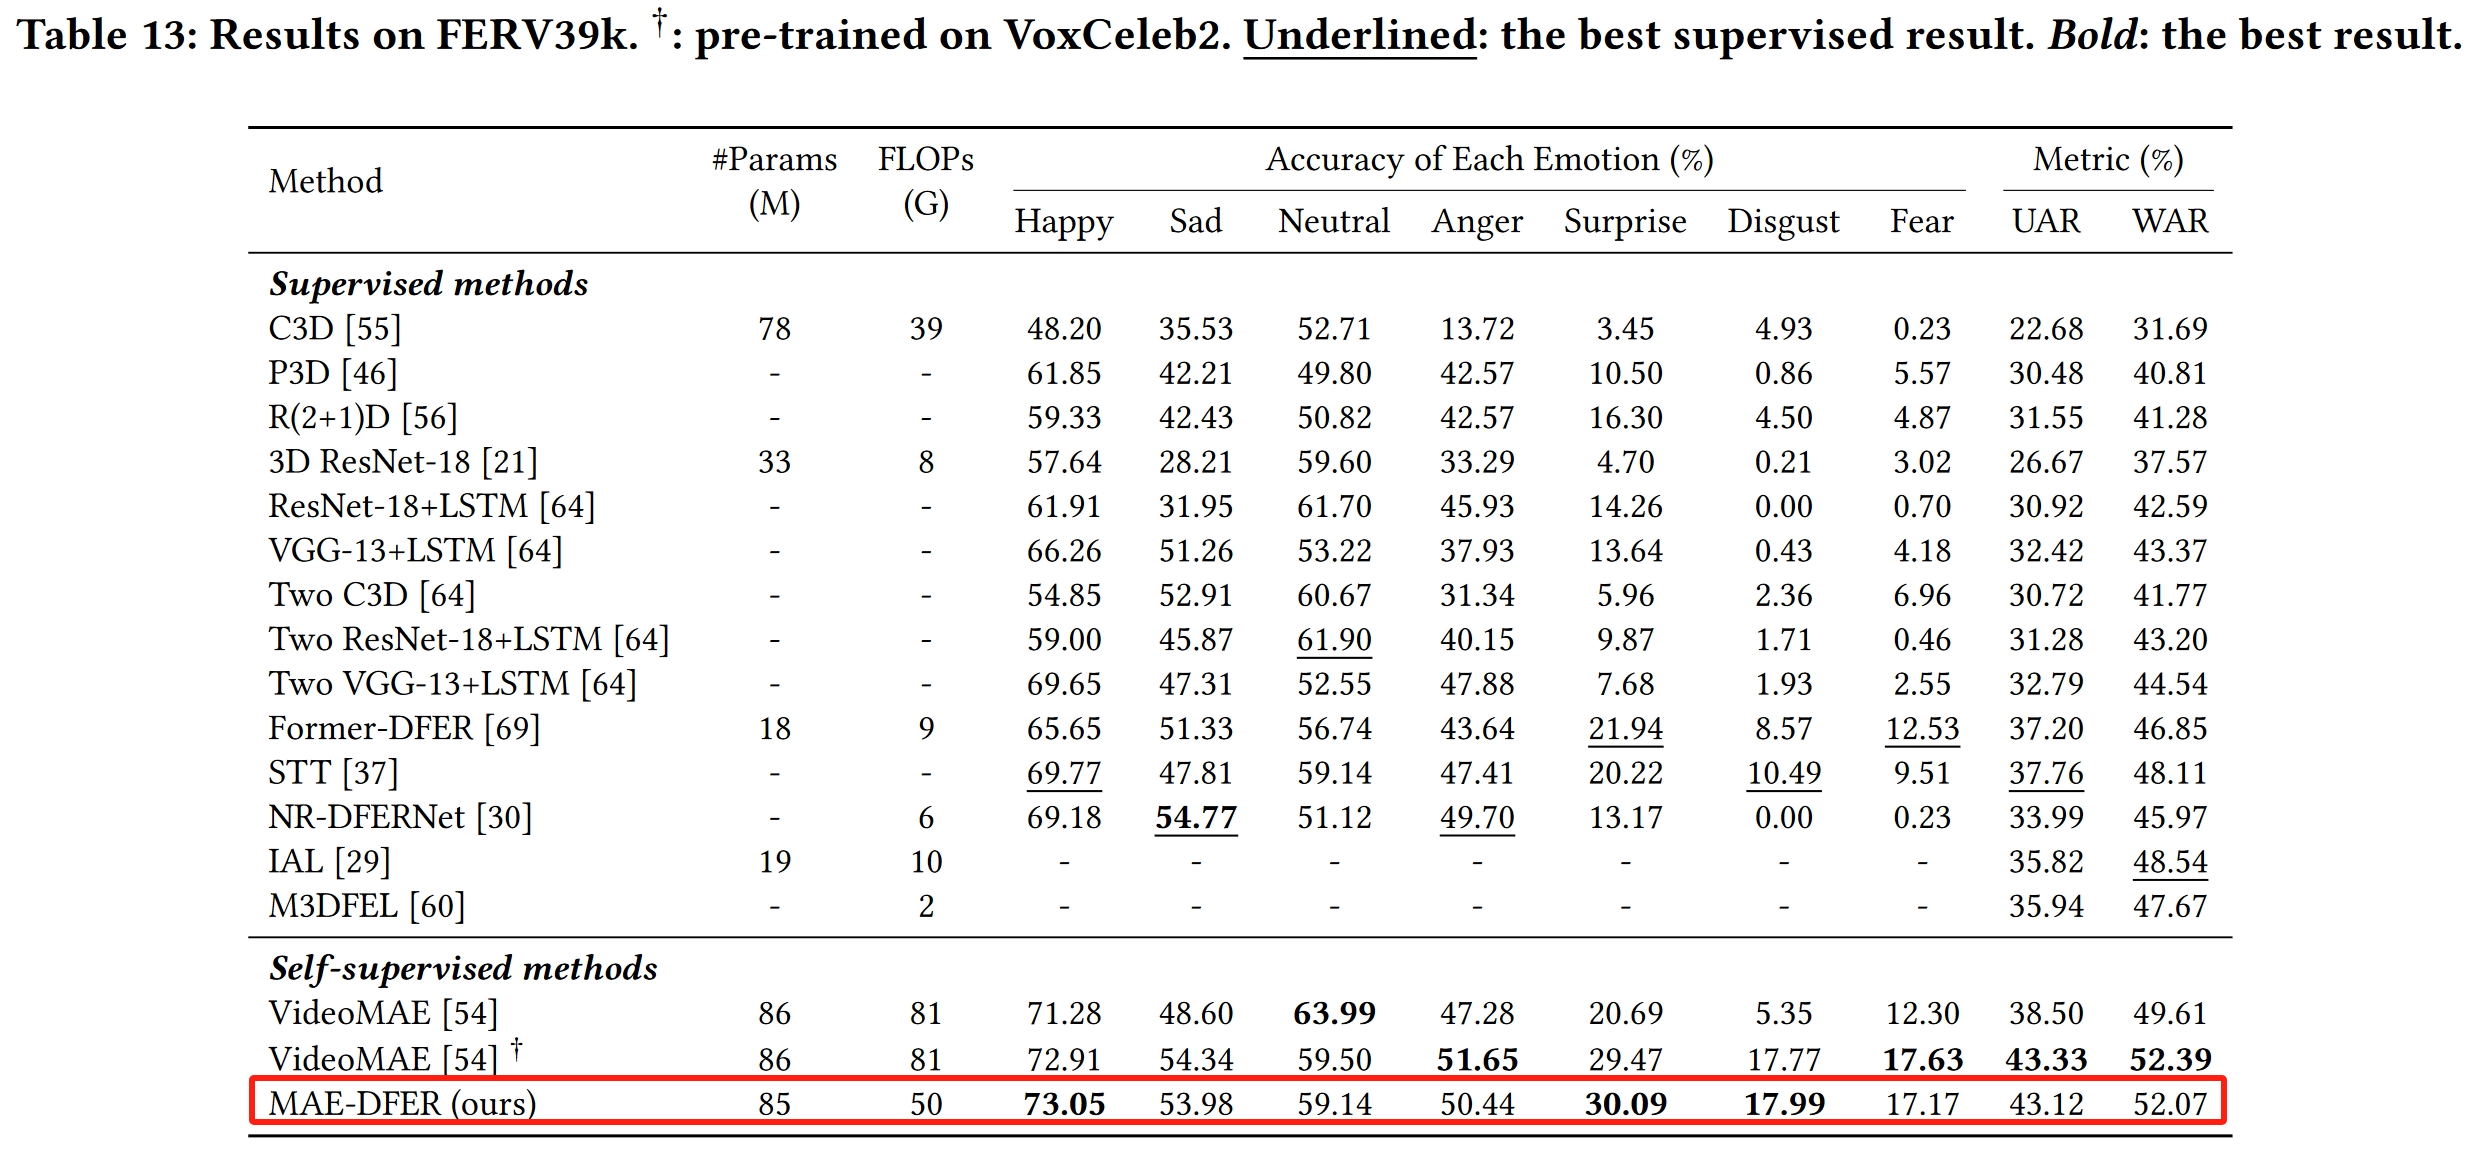 Table 13: Results on FERV39k. †: pre-trained on VoxCeleb2. Underlined: the best supervised result. Bold: the best result.
Method #Params (M) FLOPs (G) Accuracy of Each Emotion (%) Metric (%)
Happy Sad Neutral Anger Surprise Disgust Fear UAR WAR
Supervised methods
C3D [55] 78 39 48.20 35.53 52.71 13.72 3.45 4.93 0.23 22.68 31.69
P3D [46] - - 61.85 42.21 49.80 42.57 10.50 0.86 5.57 30.48 40.81
R(2+1)D [56] - - 59.33 42.43 50.82 42.57 16.30 4.50 4.87 31.55 41.28
3D ResNet-18 [21] 33 8 57.64 28.21 59.60 33.29 4.70 0.21 3.02 26.67 37.57
ResNet-18+LSTM [64] - - 61.91 31.95 61.70 45.93 14.26 0.00 0.70 30.92 42.59
VGG-13+LSTM [64] - - 66.26 51.26 53.22 37.93 13.64 0.43 4.18 32.42 43.37
Two C3D [64] - - 54.85 52.91 60.67 31.34 5.96 2.36 6.96 30.72 41.77
Two ResNet-18+LSTM [64] - - 59.00 45.87 61.90 40.15 9.87 1.71 0.46 31.28 43.20
Two VGG-13+LSTM [64] - - 69.65 47.31 52.55 47.88 7.68 1.93 2.55 32.79 44.54
Former-DFER [69] 18 9 65.65 51.33 56.74 43.64 21.94 8.57 12.53 37.20 46.85
STT [37] - - 69.77 47.81 59.14 47.41 20.22 10.49 9.51 37.76 48.11
NR-DFERNet [30] - 6 69.18 54.77 51.12 49.70 13.17 0.00 0.23 33.99 45.97
IAL [29] 19 10 - - - - - - - 35.82 48.54
M3DFEL [60] - 2 - - - - - - - 35.94 47.67
Self-supervised methods
VideoMAE [54] 86 81 71.28 48.60 63.99 47.28 20.69 5.35 12.30 38.50 49.61
VideoMAE [54] † 86 81 72.91 54.34 59.50 51.65 29.47 17.77 17.63 43.33 52.39
MAE-DFER (ours) 85 50 73.05 53.98 59.14 50.44 30.09 17.99 17.17 43.12 52.07